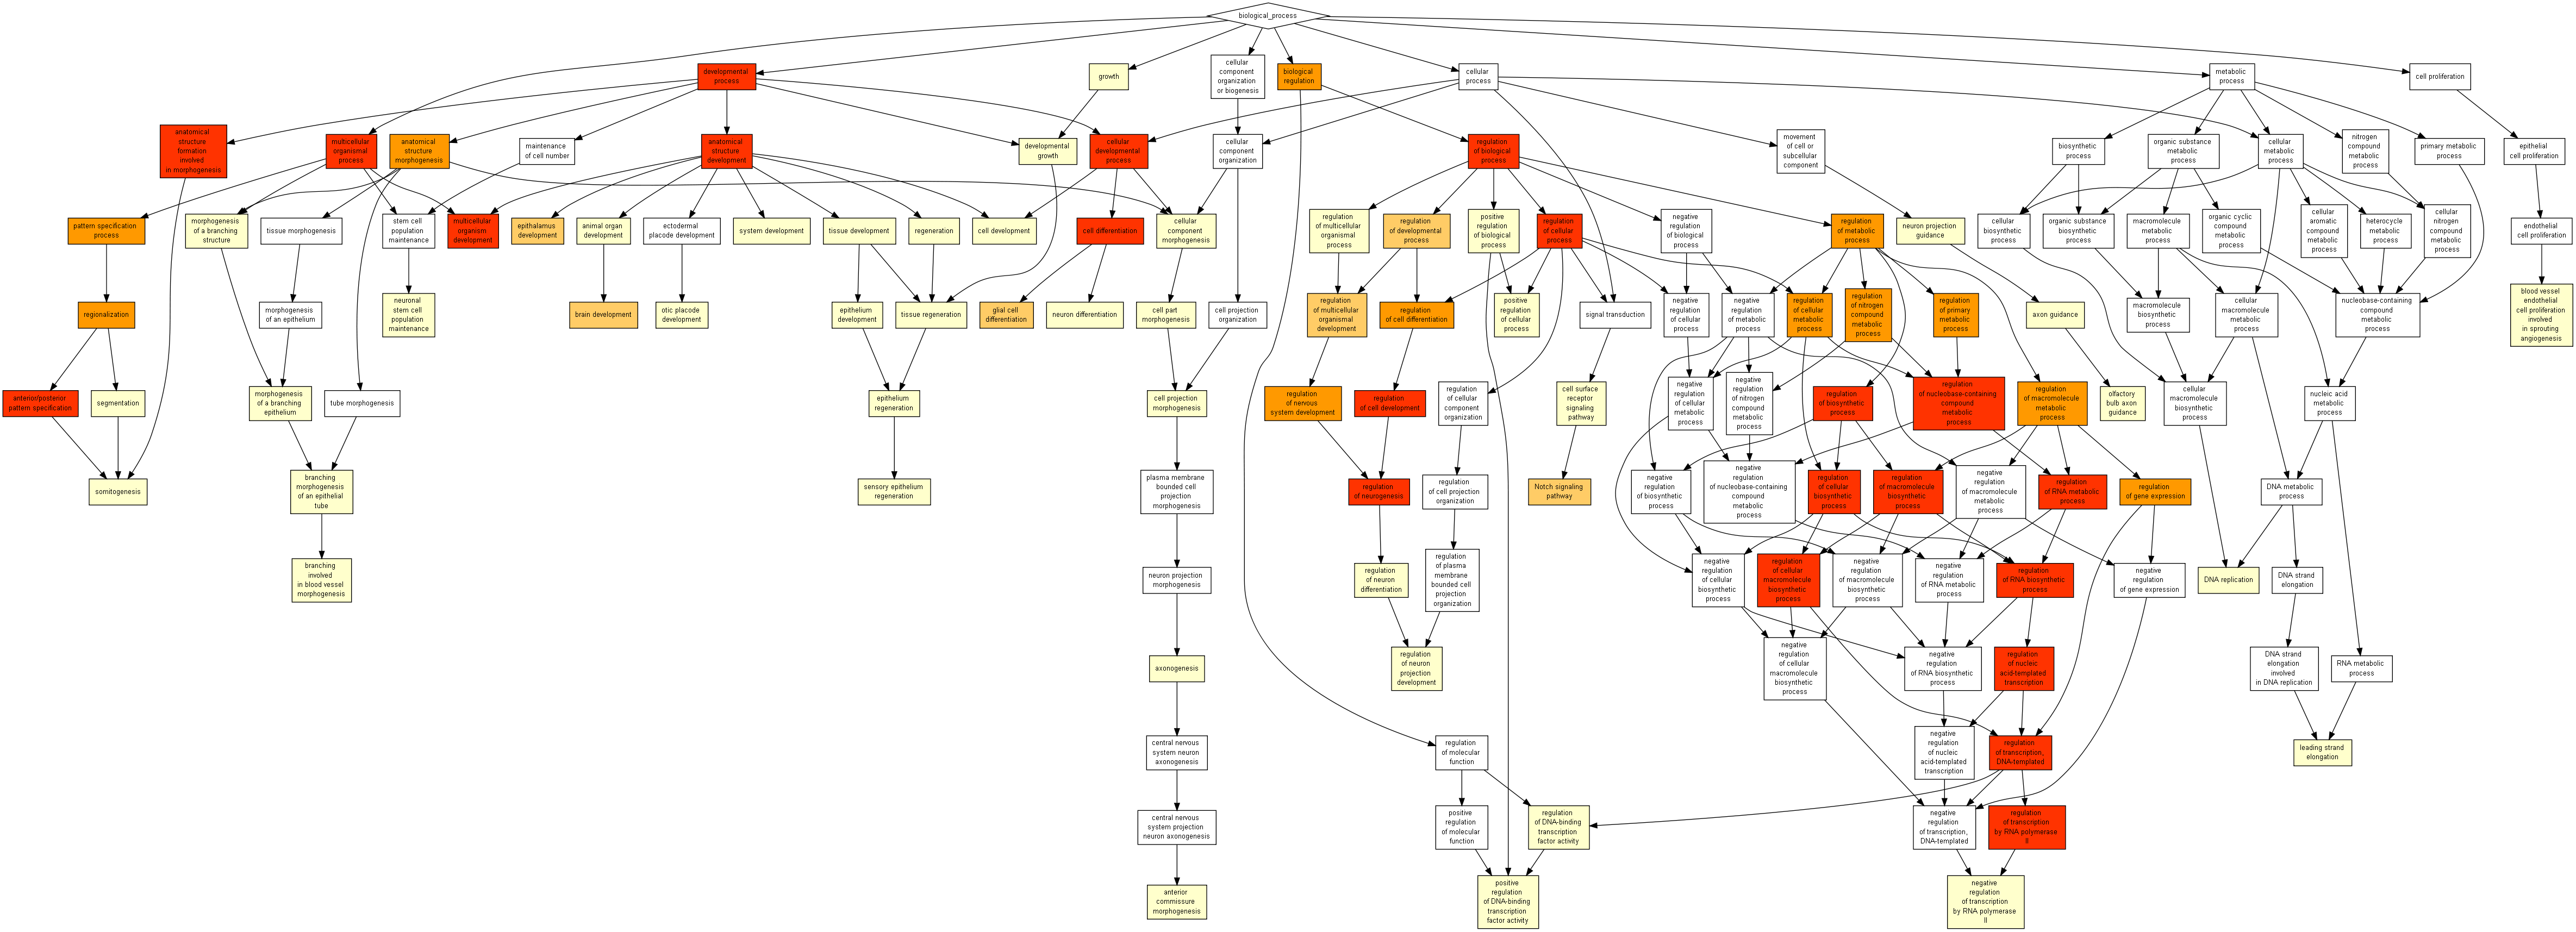 biological_process
developmental
process
growth
cellular
component
organization
or biogenesis
biological
regulation
cellular
process
metabolic
process
cell proliferation
anatomical
structure
formation
involved
in morphogenesis
multicellular
organismal
process
anatomical
structure
morphogenesis
maintenance
of cell number
anatomical
structure
development
developmental
growth
cellular
developmental
process
cellular
component
organization
regulation
of biological
process
movement
of cell or
subcellular
component
biosynthetic
process
organic substance
metabolic
process
cellular
metabolic
process
nitrogen
compound
metabolic
process
primary metabolic
process
epithelial
cell proliferation
pattern specification
process
morphogenesis
of a branching
structure
tissue morphogenesis
stem cell
population
maintenance
multicellular
organism
development
epithalamus
development
animal organ
development
ectodermal
placode development
system development
tissue development
regeneration
cell development
cell differentiation
cellular
component
morphogenesis
regulation
of multicellular
organismal
process
regulation
of developmental
process
positive
regulation
of biological
process
regulation
of cellular
process
negative
regulation
of biological
process
regulation
of metabolic
process
neuron projection
guidance
cellular
biosynthetic
process
organic substance
biosynthetic
process
macromolecule
metabolic
process
organic cyclic
compound
metabolic
process
cellular
aromatic
compound
metabolic
process
heterocycle
metabolic
process
cellular
nitrogen
compound
metabolic
process
endothelial
cell proliferation
regionalization
morphogenesis
of an epithelium
neuronal
stem cell
population
maintenance
brain development
otic placode
development
epithelium
development
tissue regeneration
glial cell
differentiation
neuron differentiation
cell part
morphogenesis
cell projection
organization
regulation
of multicellular
organismal
development
regulation
of cell differentiation
positive
regulation
of cellular
process
signal transduction
negative
regulation
of cellular
process
negative
regulation
of metabolic
process
regulation
of cellular
metabolic
process
regulation
of nitrogen
compound
metabolic
process
regulation
of primary
metabolic
process
axon guidance
macromolecule
biosynthetic
process
cellular
macromolecule
metabolic
process
nucleobase-containing
compound
metabolic
process
blood vessel
endothelial
cell proliferation
involved
in sprouting
angiogenesis
anterior/posterior
pattern specification
segmentation
morphogenesis
of a branching
epithelium
tube morphogenesis
epithelium
regeneration
cell projection
morphogenesis
regulation
of nervous
system development
regulation
of cell development
regulation
of cellular
component
organization
cell surface
receptor
signaling
pathway
negative
regulation
of cellular
metabolic
process
negative
regulation
of nitrogen
compound
metabolic
process
regulation
of biosynthetic
process
regulation
of nucleobase-containing
compound
metabolic
process
regulation
of macromolecule
metabolic
process
olfactory
bulb axon
guidance
cellular
macromolecule
biosynthetic
process
nucleic acid
metabolic
process
somitogenesis
branching
morphogenesis
of an epithelial
tube
sensory epithelium
regeneration
plasma membrane
bounded cell
projection
morphogenesis
regulation
of neurogenesis
regulation
of cell projection
organization
Notch signaling
pathway
negative
regulation
of biosynthetic
process
negative
regulation
of nucleobase-containing
compound
metabolic
process
regulation
of cellular
biosynthetic
process
regulation
of macromolecule
biosynthetic
process
negative
regulation
of macromolecule
metabolic
process
regulation
of RNA metabolic
process
regulation
of gene expression
DNA metabolic
process
branching
involved
in blood vessel
morphogenesis
neuron projection
morphogenesis
regulation
of neuron
differentiation
regulation
of plasma
membrane
bounded cell
projection
organization
negative
regulation
of cellular
biosynthetic
process
regulation
of cellular
macromolecule
biosynthetic
process
negative
regulation
of macromolecule
biosynthetic
process
negative
regulation
of RNA metabolic
process
regulation
of RNA biosynthetic
process
negative
regulation
of gene expression
DNA replication
DNA strand
elongation
axonogenesis
regulation
of neuron
projection
development
negative
regulation
of cellular
macromolecule
biosynthetic
process
negative
regulation
of RNA biosynthetic
process
regulation
of nucleic
acid-templated
transcription
DNA strand
elongation
involved
in DNA replication
RNA metabolic
process
central nervous
system neuron
axonogenesis
regulation
of molecular
function
negative
regulation
of nucleic
acid-templated
transcription
regulation
of transcription,
DNA-templated
leading strand
elongation
central nervous
system projection
neuron axonogenesis
positive
regulation
of molecular
function
regulation
of DNA-binding
transcription
factor activity
negative
regulation
of transcription,
DNA-templated
regulation
of transcription
by RNA polymerase
II
anterior
commissure
morphogenesis
positive
regulation
of DNA-binding
transcription
factor activity
negative
regulation
of transcription
by RNA polymerase
II